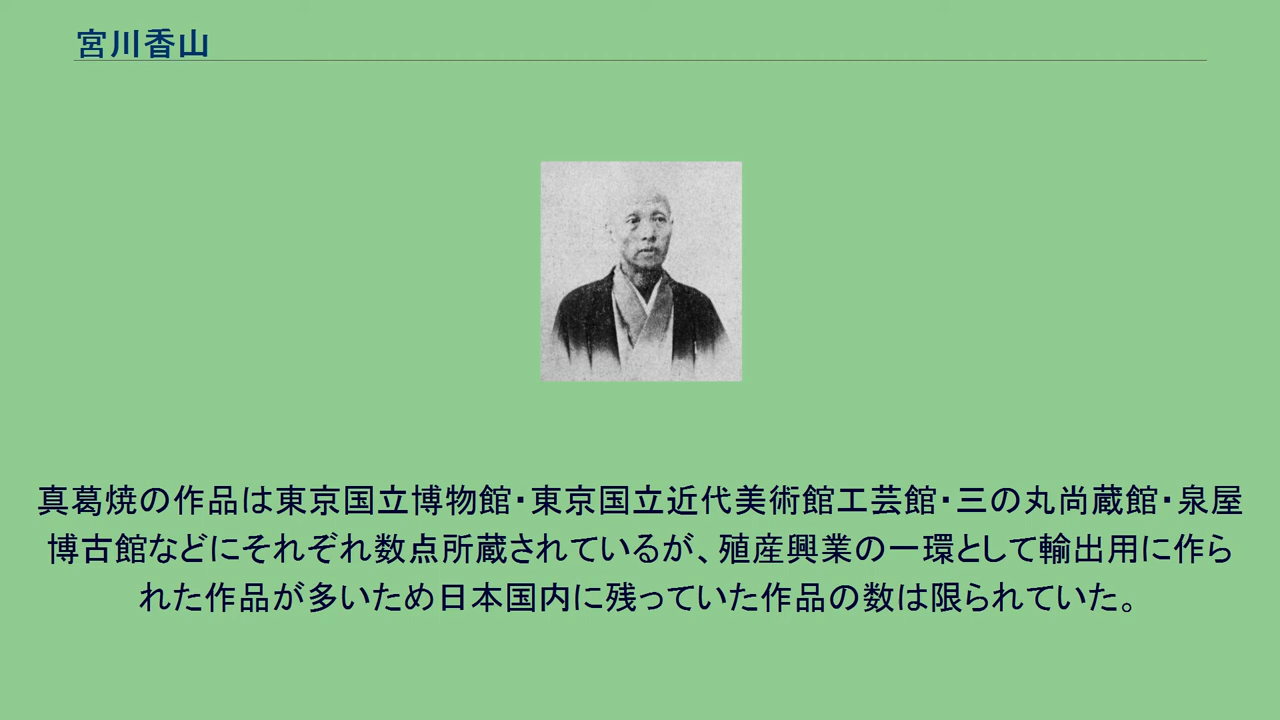 宮川香山
真葛焼の作品は東京国立博物館・東京国立近代美術館工芸館・三の丸尚蔵館・泉屋
博古館などにそれぞれ数点所蔵されているが、殖産興業の一環として輸出用に作ら
れた作品が多いため日本国内に残っていた作品の数は限られていた。